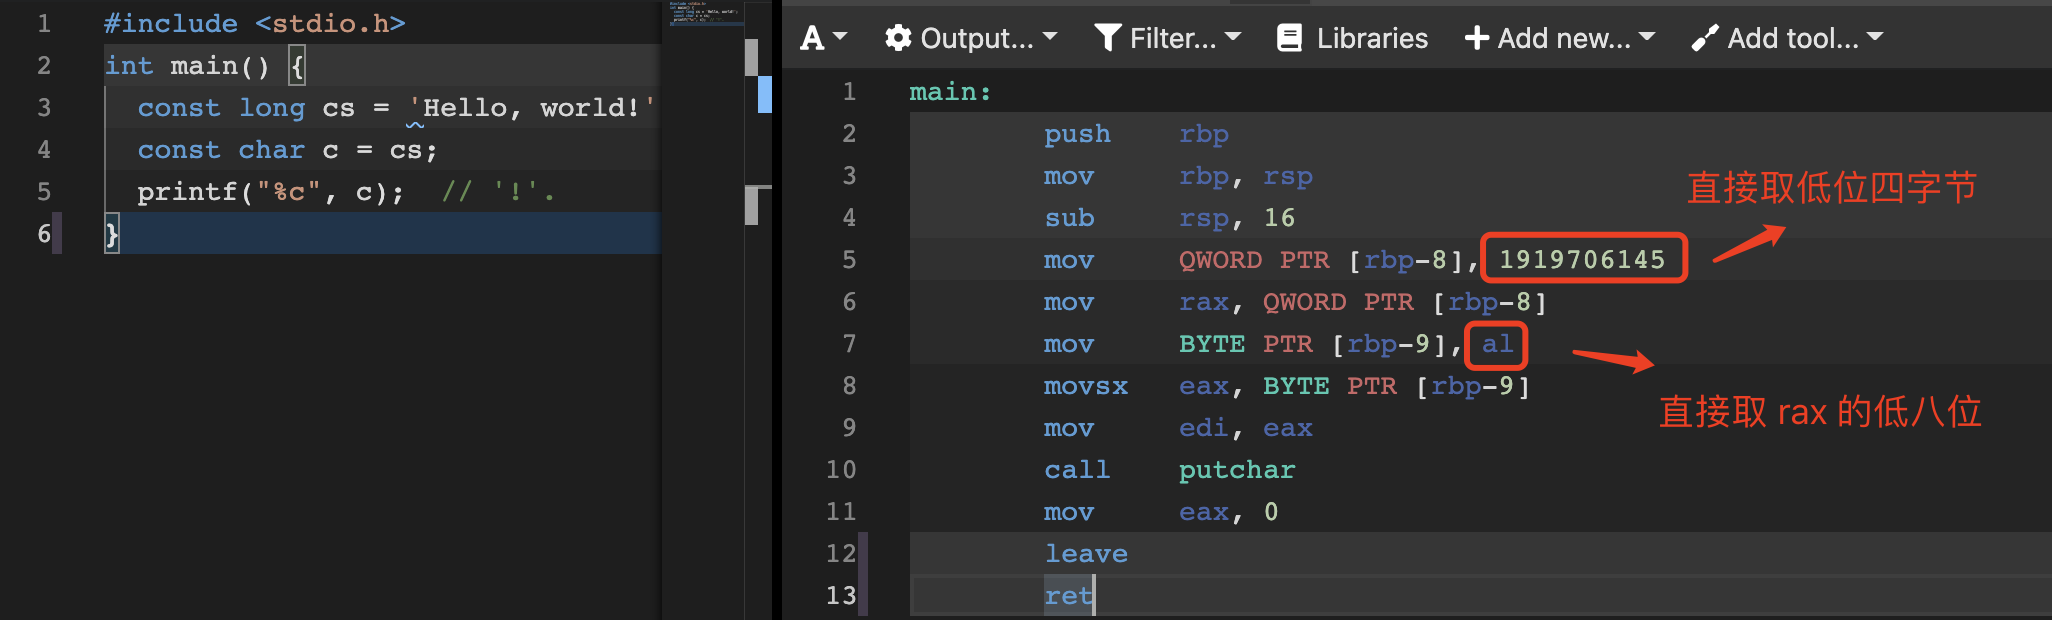 1 #include <stdio.h>
2 int main() {
3 const long cs = 'Hello, world!'
4 const char c = cs;
5 printf("%c", c); // '!'.
6 }
A Output... Filter... Libraries Add new... Add tool...
1 main:
2 push rbp
3 mov rbp, rsp
4 sub rsp, 16
5 mov QWORD PTR [rbp-8], 1919706145
6 mov rax, QWORD PTR [rbp-8]
7 mov BYTE PTR [rbp-9], al
8 movsx eax, BYTE PTR [rbp-9]
9 mov edi, eax
10 call putchar
11 mov eax, 0
12 leave
13 ret
直接取低位四字节
直接取 rax 的低八位